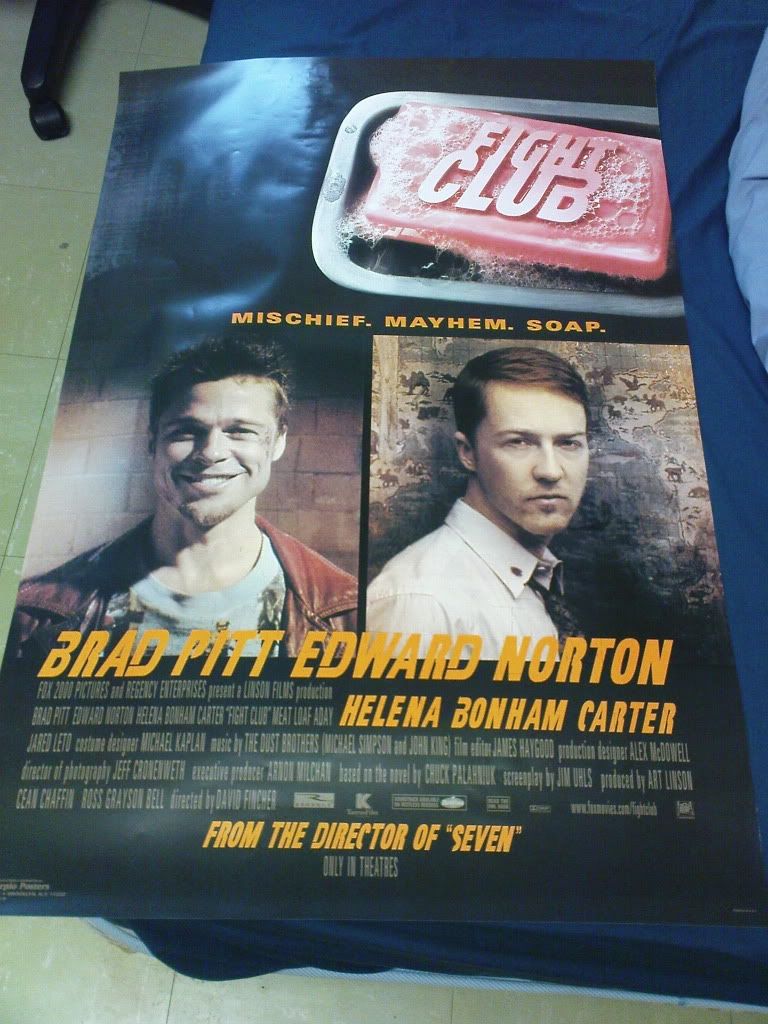 FIGHT
CLUB
MISCHIEF. MAYHEM. SOAP.
BRAD PITT EDWARD NORTON
HELENA BONHAM CARTER
FOX 2000 PICTURES and REGENCY ENTERPRISES present a LINSON FILMS production
BRAD PITT EDWARD NORTON HELENA BONHAM CARTER "FIGHT CLUB" MEAT LOAF ADAY
JARED LETO costume designer MICHAEL KAPLAN music by THE DUST BROTHERS (MICHAEL SIMPSON and JOHN KING) film editor JAMES HAYGOOD production designer ALEX McDOWELL
director of photography JEFF CRONENWETH executive producer ARNON MILCHAN based on the novel by CHUCK PALAHNIUK screenplay by JIM UHLS produced by ART LINSON
CEAN CHAFFIN ROSS GRAYSON BELL directed by DAVID FINCHER
www.foxmovies.com/fightclub
FROM THE DIRECTOR OF "SEVEN"
ONLY IN THEATRES
Posters